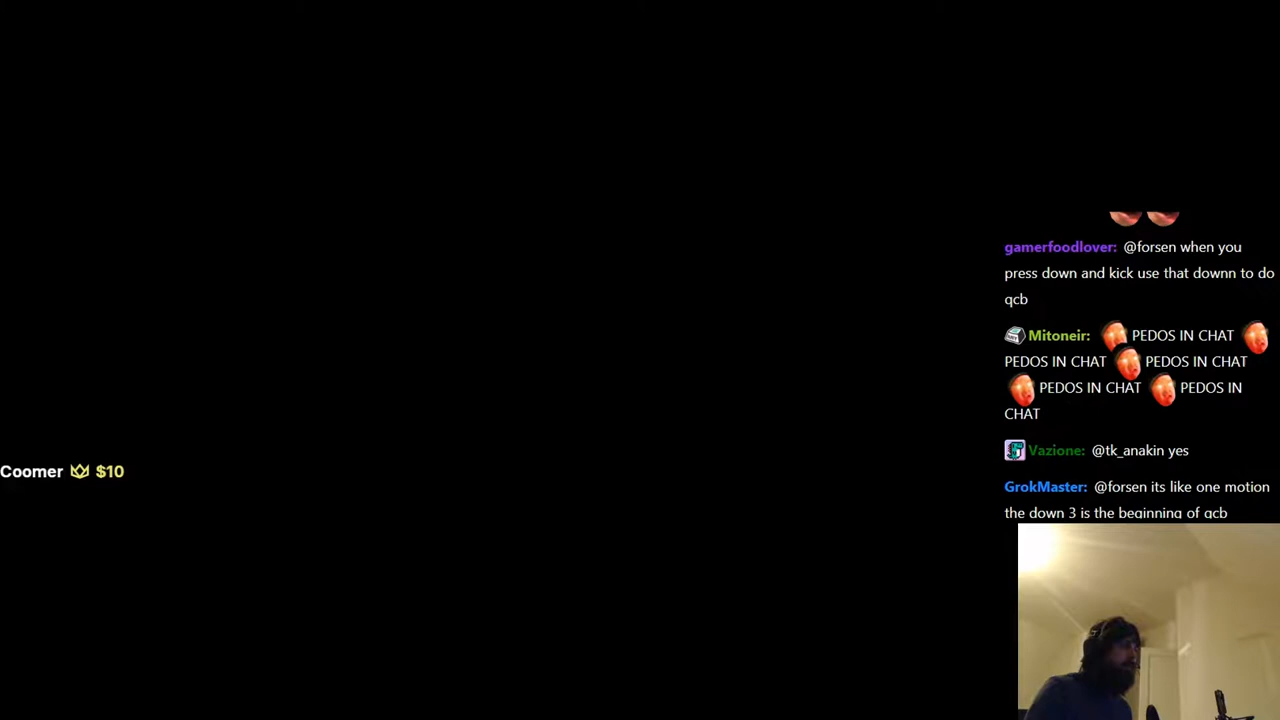 gamerfoodlover: @forsen when you
press down and kick use that downn to do
qcb
Mitoneir: PEDOS IN CHAT
PEDOS IN CHAT PEDOS IN CHAT
PEDOS IN CHAT PEDOS IN
CHAT
Vazione: @tk_anakin yes
Coomer $10
GrokMaster: @forsen its like one motion
the down 3 is the beginning of qcb